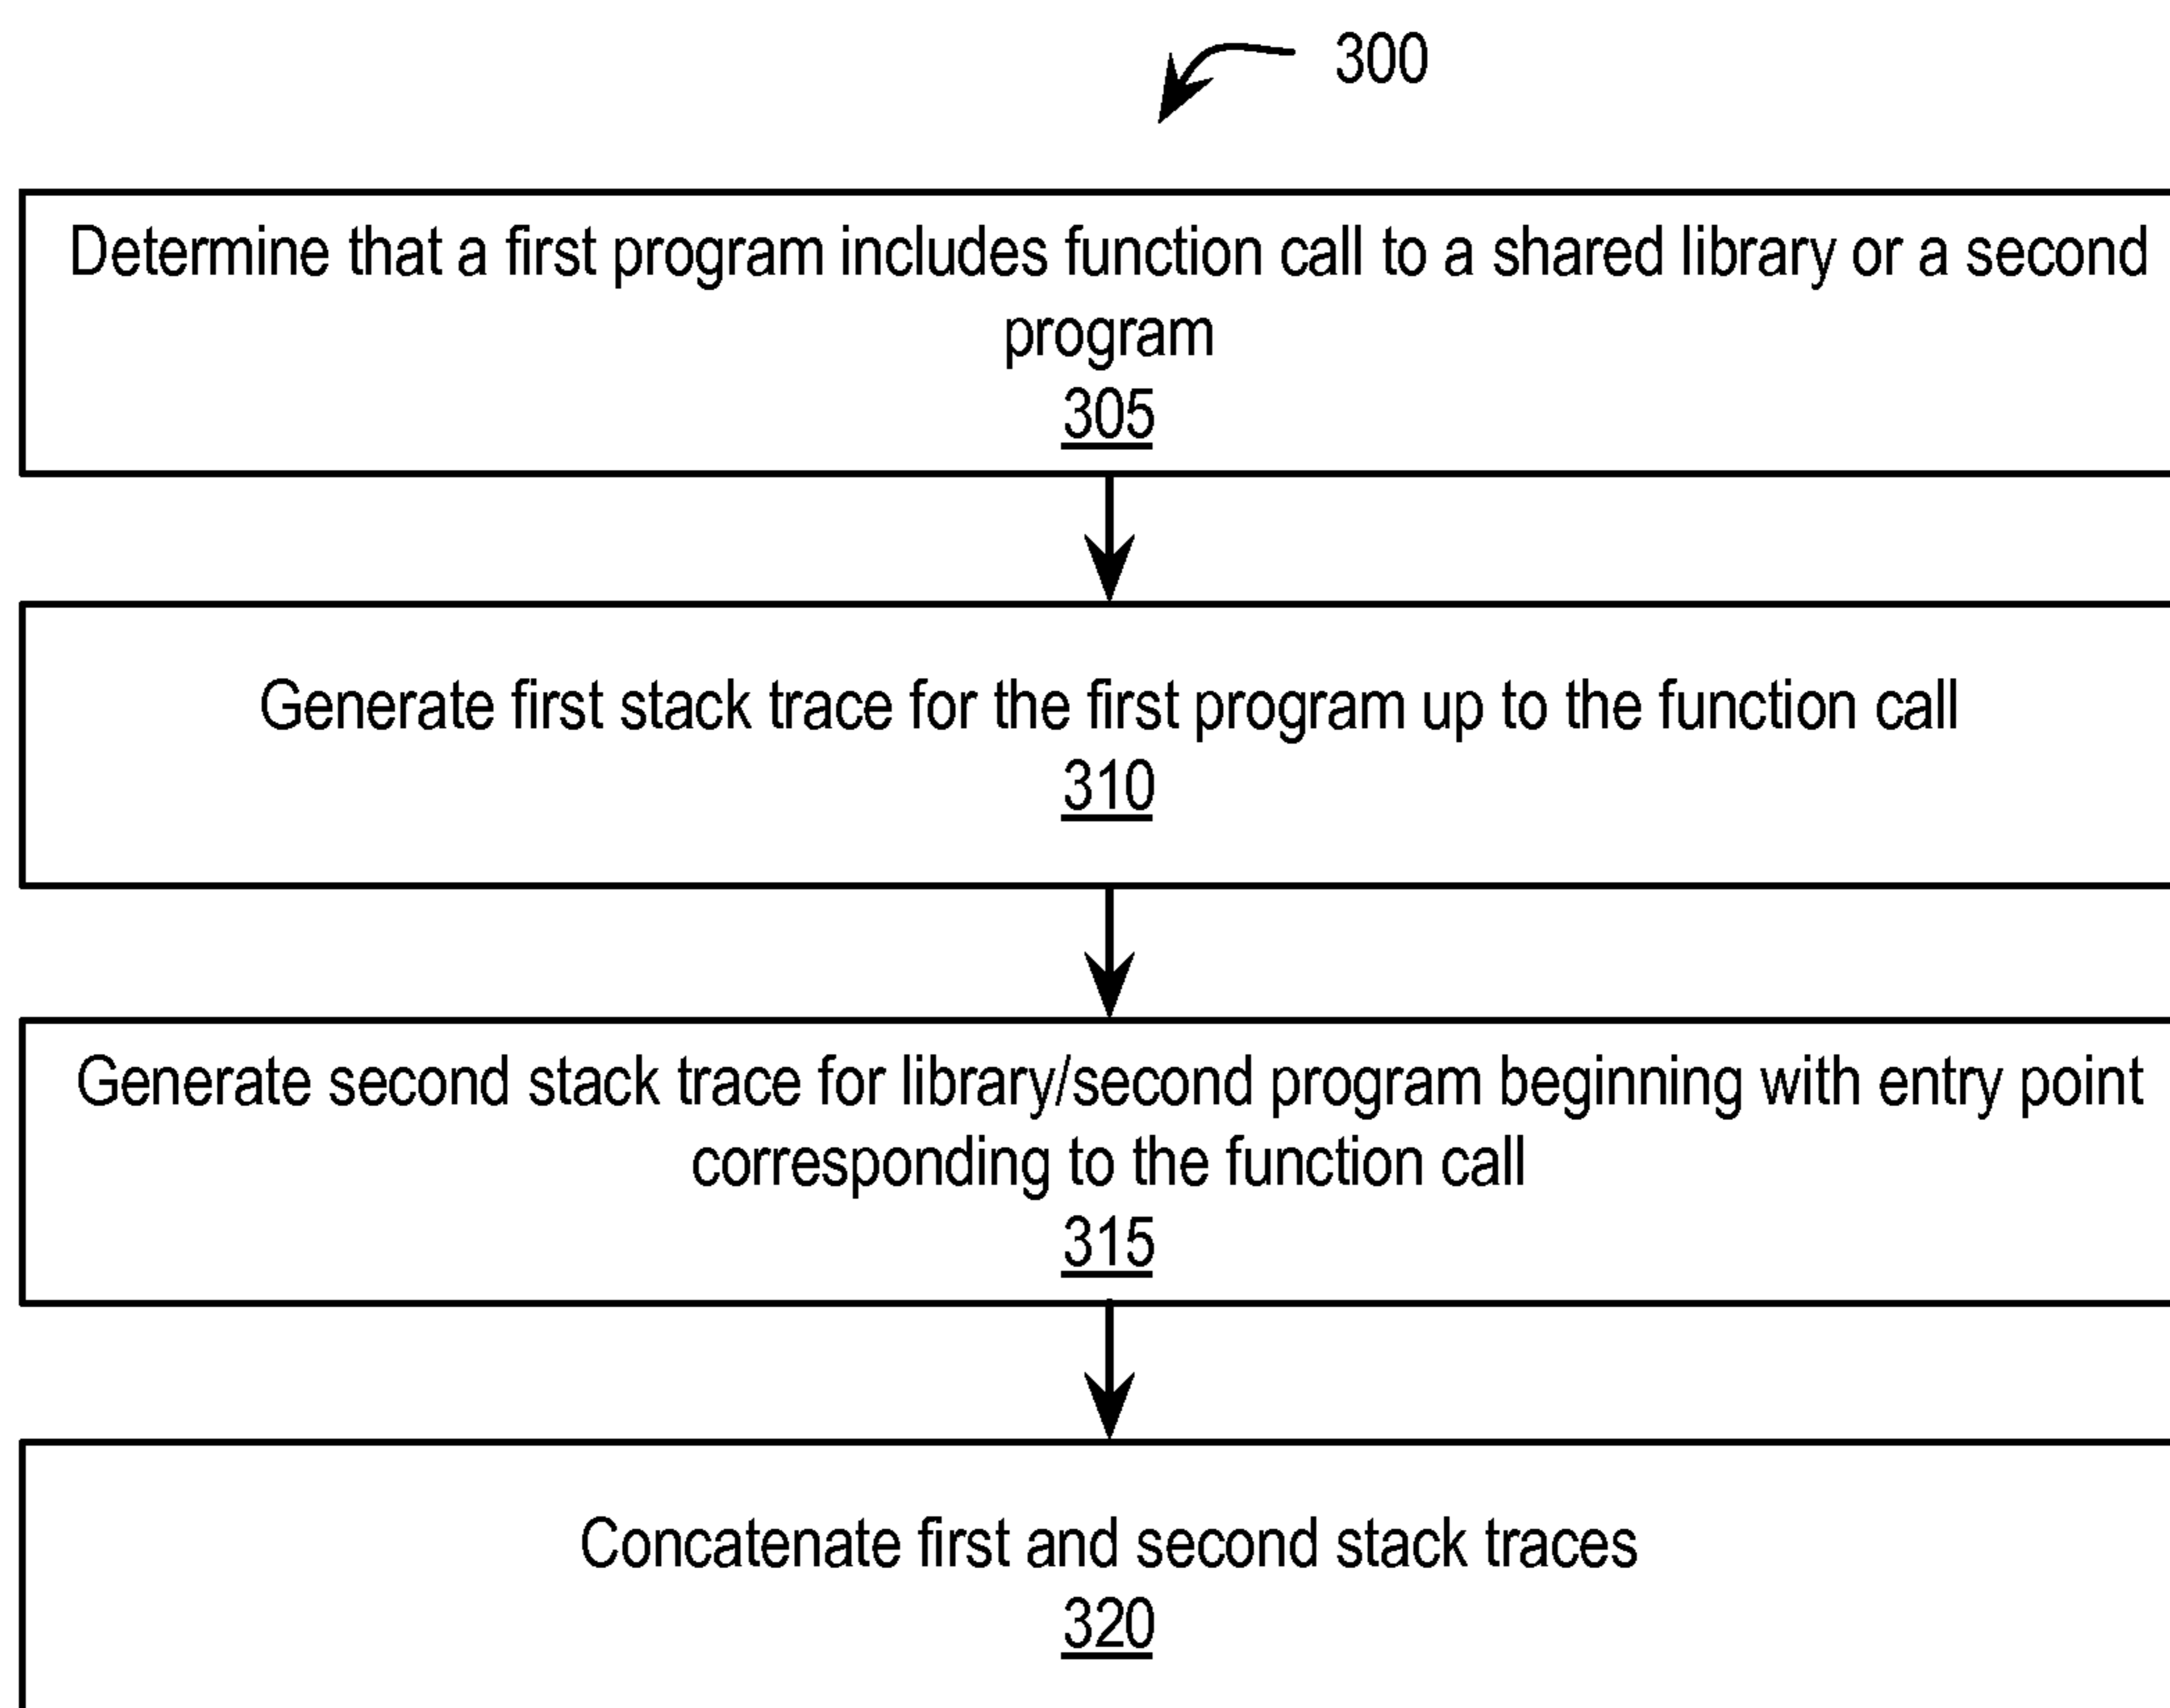 300
Determine that a first program includes function call to a shared library or a second
program
305
Generate first stack trace for the first program up to the function call
310
Generate second stack trace for library/second program beginning with entry point
corresponding to the function call
315
Concatenate first and second stack traces
320